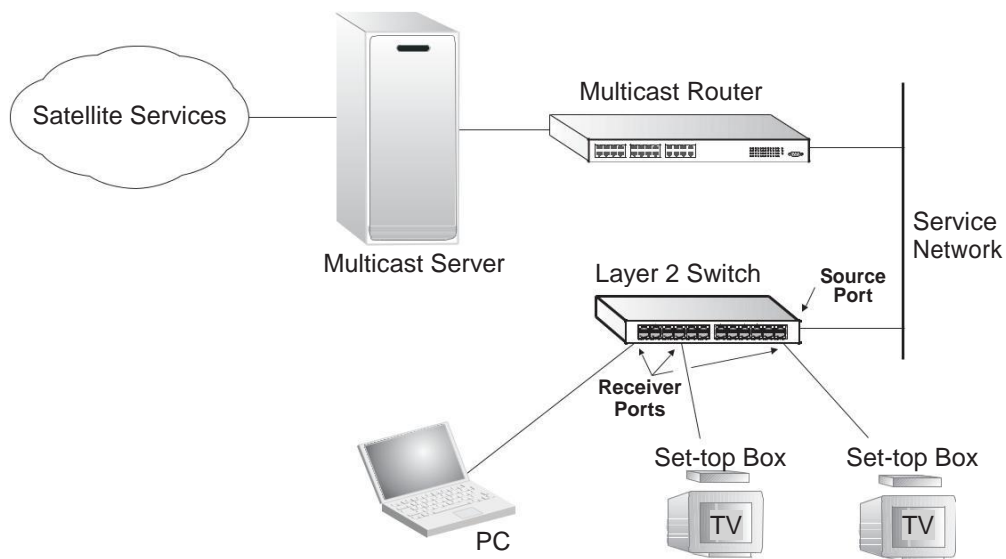 Satellite Services
Multicast Server
Multicast Router
Service
Network
Layer 2 Switch
Source
Port
Receiver
Ports
PC
Set-top Box
TV
Set-top Box
TV